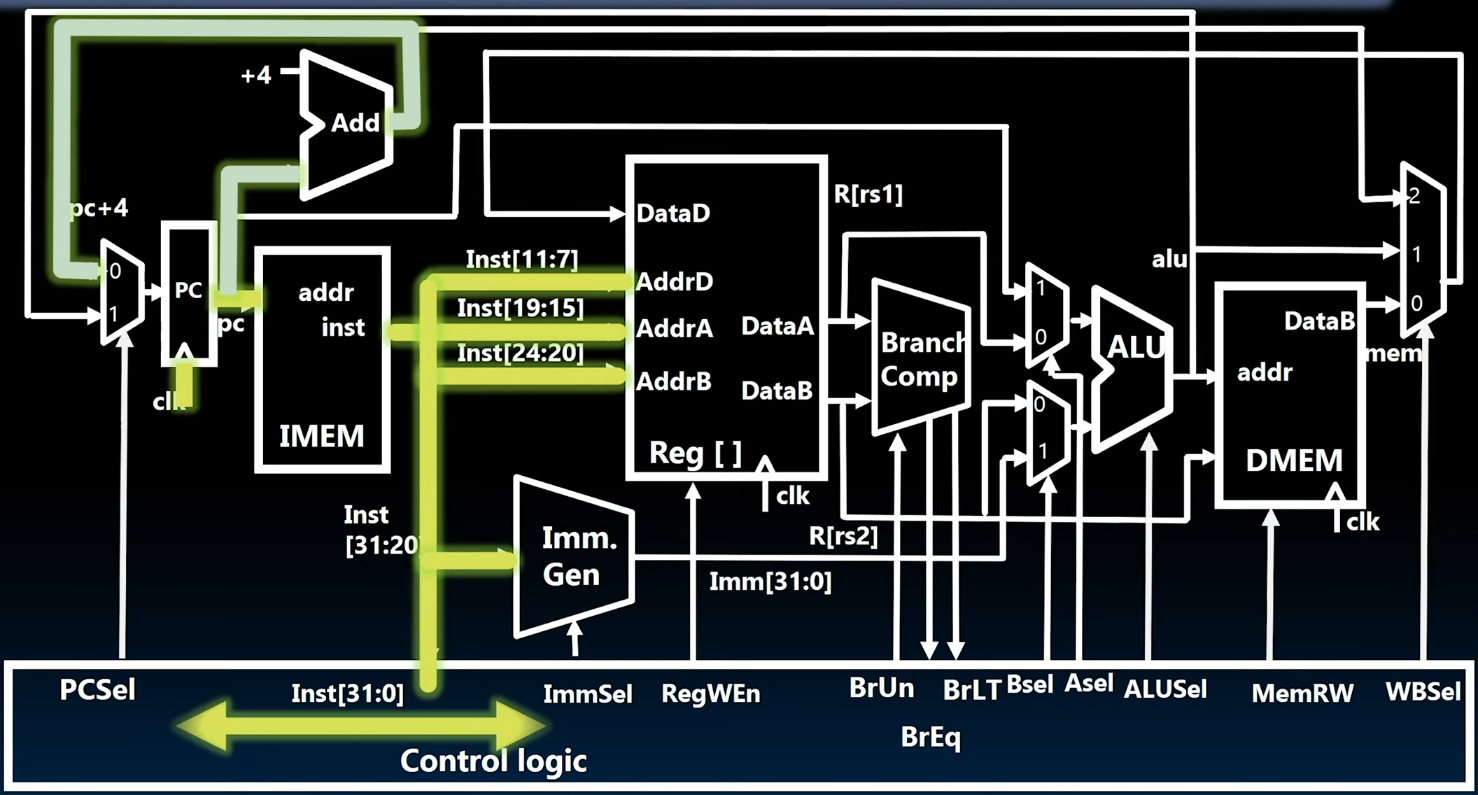 +4
Add
pc+4
0
1
PC
clk
pc
addr
inst
IMEM
Inst[11:7]
Inst[19:15]
Inst[24:20]
Inst
[31:20
DataD
AddrD
AddrA
AddrB
DataA
DataB
Reg [ ]
clk
R[rs1]
R[rs2]
Imm.
Gen
Imm[31:0]
Branch
Comp
1
0
0
1
ALU
alu
addr
DataB
DMEM
clk
mem
2
1
0
PCSel
Inst[31:0]
ImmSel
RegWEn
BrUn
BrEq
BrLT
Bsel
Asel
ALUSel
MemRW
WBSel
Control logic